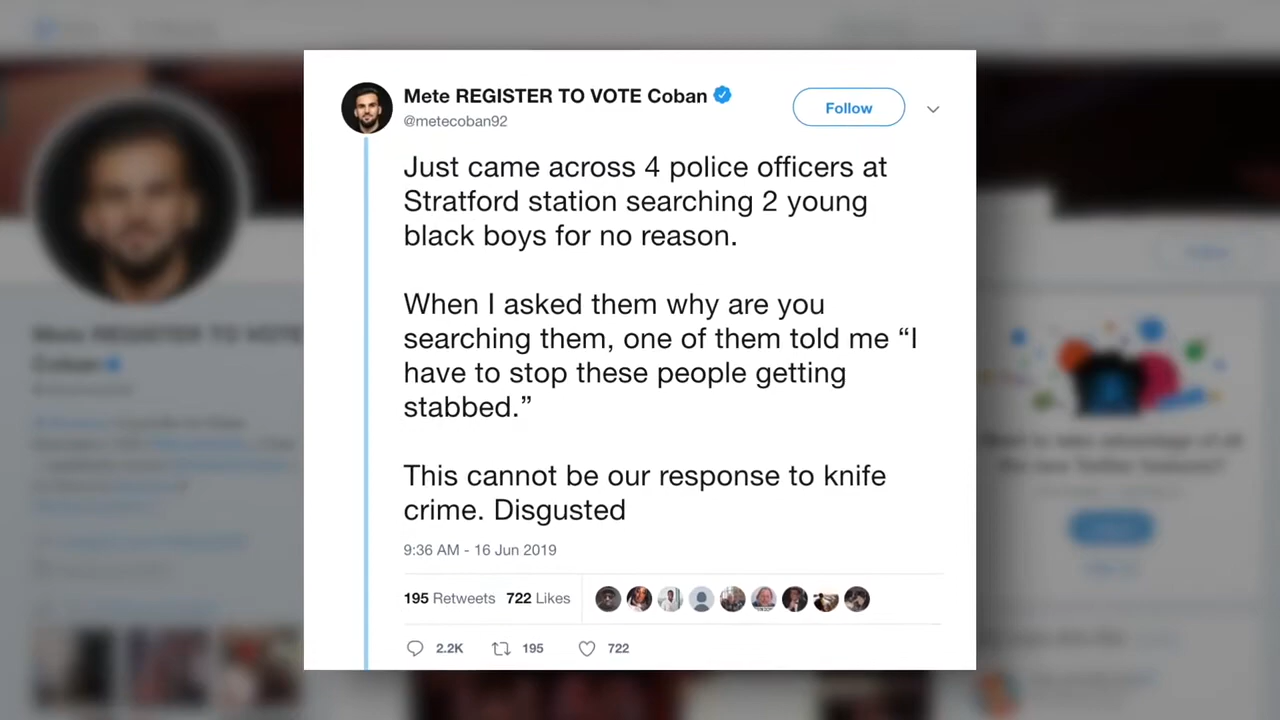 Mete REGISTER TO VOTE Coban
@metecoban92
Follow
Just came across 4 police officers at
Stratford station searching 2 young
black boys for no reason.
When I asked them why are you
searching them, one of them told me “I
have to stop these people getting
stabbed.”
This cannot be our response to knife
crime. Disgusted
9:36 AM - 16 Jun 2019
195 Retweets 722 Likes
2.2K 195 722